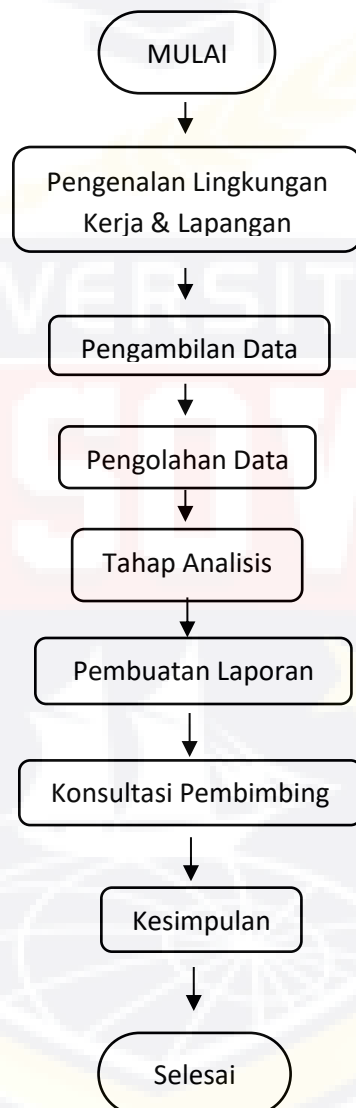 MULAI
Pengenalan Lingkungan
Kerja & Lapangan
Pengambilan Data
Pengolahan Data
Tahap Analisis
Pembuatan Laporan
Konsultasi Pembimbing
Kesimpulan
Selesai